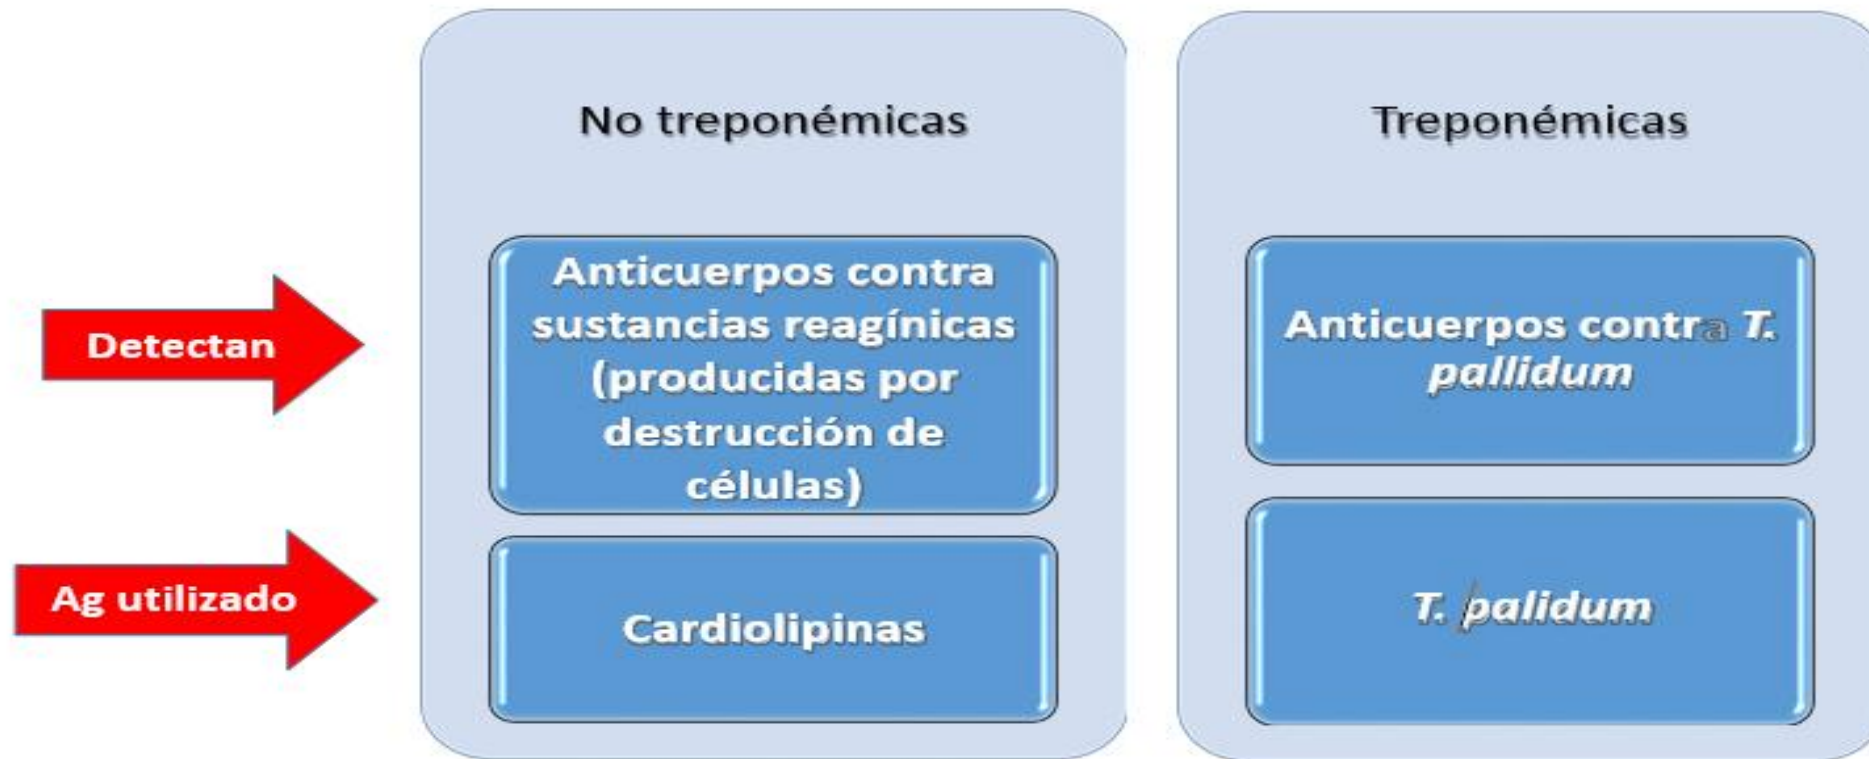 No treponémicas
Treponémicas
Detectan
Anticuerpos contra
sustancias reagínicas
(producidas por
destrucción de
células)
Anticuerpos contra T.
pallidum
Ag utilizado
Cardiolipinas
T. palidum